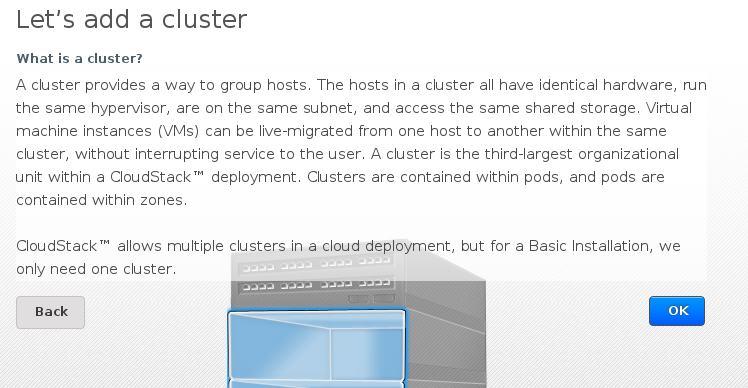 Let’s add a cluster
What is a cluster?
A cluster provides a way to group hosts. The hosts in a cluster all have identical hardware, run
the same hypervisor, are on the same subnet, and access the same shared storage. Virtual
machine instances (VMs) can be live-migrated from one host to another within the same
cluster, without interrupting service to the user. A cluster is the third-largest organizational
unit within a CloudStack™ deployment. Clusters are contained within pods, and pods are
contained within zones.
CloudStack™ allows multiple clusters in a cloud deployment, but for a Basic Installation, we
only need one cluster.
Back
OK